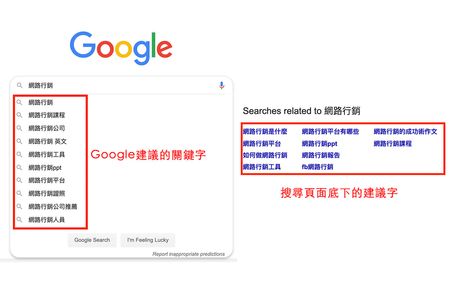 Google
網路行銷
網路行銷
網路行銷課程
網路行銷公司
網路行銷 英文
網路行銷工具
網路行銷ppt
網路行銷平台
網路行銷證照
網路行銷公司推薦
網路行銷人員
Google Search
I'm Feeling Lucky
Report inappropriate predictions
Google建議的關鍵字
Searches related to 網路行銷
網路行銷是什麼 網路行銷平台有哪些 網路行銷的成功術作文
網路行銷平台 網路行銷ppt 網路行銷課程
如何做網路行銷 網路行銷報告
網路行銷工具 fb網路行銷
搜尋頁面底下的建議字